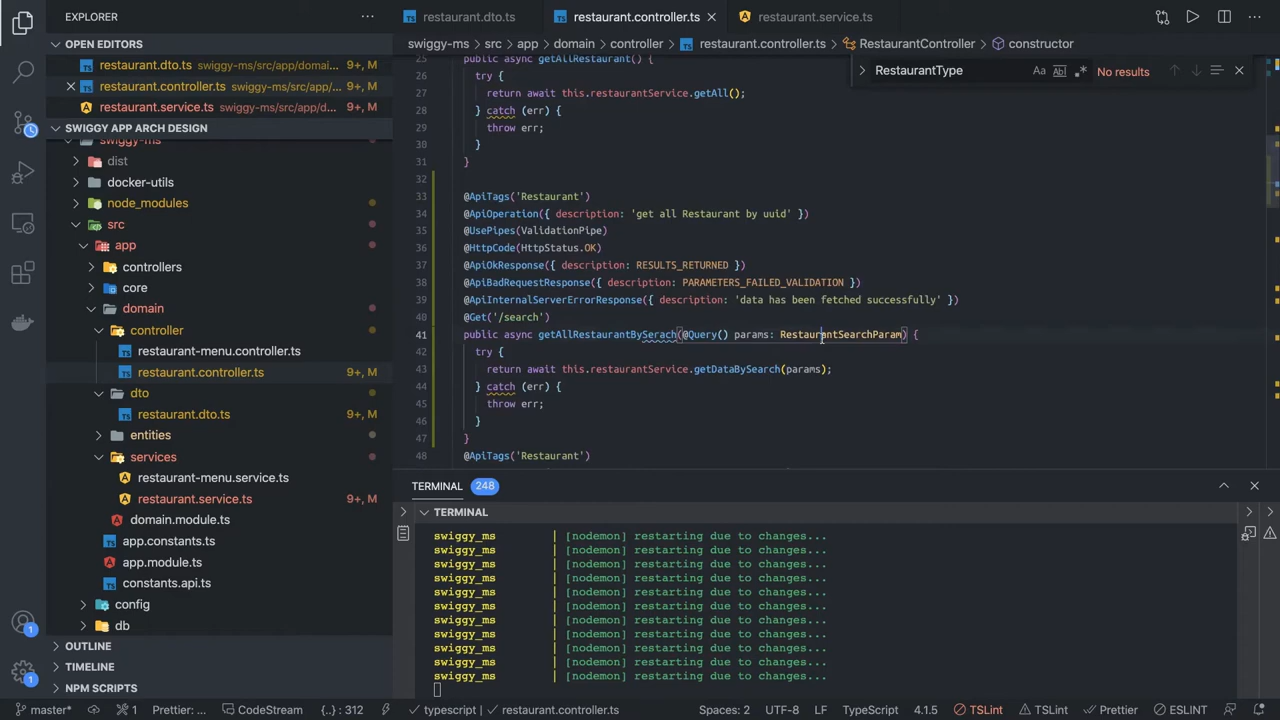 EXPLORER
OPEN EDITORS
restaurant.dto.ts swiggy-ms/src/app/domai... 9+, M
restaurant.controller.ts swiggy-ms/src/app/... 9+, M
restaurant.service.ts swiggy-ms/src/app/d... 9+, M
SWIGGY APP ARCH DESIGN
swiggy-ms
dist
docker-utils
node_modules
src
app
controllers
core
domain
controller
restaurant-menu.controller.ts
restaurant.controller.ts 9+, M
dto
restaurant.dto.ts 9+, M
entities
services
restaurant-menu.service.ts
restaurant.service.ts 9+, M
domain.module.ts
app.constants.ts
app.module.ts
constants.api.ts
config
db
OUTLINE
TIMELINE
NPM SCRIPTS
restaurant.dto.ts restaurant.controller.ts restaurant.service.ts
swiggy-ms > src > app > domain > controller > restaurant.controller.ts > RestaurantController > constructor
RestaurantType Aa Ab No results
25 public async getAllRestaurant() {
26 try {
27 return await this.restaurantService.getAll();
28 } catch (err) {
29 throw err;
30 }
31 }
32
33 @ApiTags('Restaurant')
34 @ApiOperation({ description: 'get all Restaurant by uuid' })
35 @UsePipes(ValidationPipe)
36 @HttpCode(HttpStatus.OK)
37 @ApiOkResponse({ description: RESULTS_RETURNED })
38 @ApiBadRequestResponse({ description: PARAMETERS_FAILED_VALIDATION })
39 @ApiInternalServerErrorResponse({ description: 'data has been fetched successfully' })
40 @Get('/search')
41 public async getAllRestaurantBySerach(@Query() params: RestaurantSearchParam) {
42 try {
43 return await this.restaurantService.getDataBySearch(params);
44 } catch (err) {
45 throw err;
46 }
47 }
48 @ApiTags('Restaurant')
TERMINAL 248
TERMINAL
swiggy_ms | [nodemon] restarting due to changes...
swiggy_ms | [nodemon] restarting due to changes...
swiggy_ms | [nodemon] restarting due to changes...
swiggy_ms | [nodemon] restarting due to changes...
swiggy_ms | [nodemon] restarting due to changes...
swiggy_ms | [nodemon] restarting due to changes...
swiggy_ms | [nodemon] restarting due to changes...
swiggy_ms | [nodemon] restarting due to changes...
swiggy_ms | [nodemon] restarting due to changes...
swiggy_ms | [nodemon] restarting due to changes...
swiggy_ms | [nodemon] restarting due to changes...
1
1
master* 1 Prettier: ... CodeStream {..} : 312 typescript | restaurant.controller.ts Spaces: 2 UTF-8 LF TypeScript 4.1.5 TSLint TSLint Prettier ESLINT